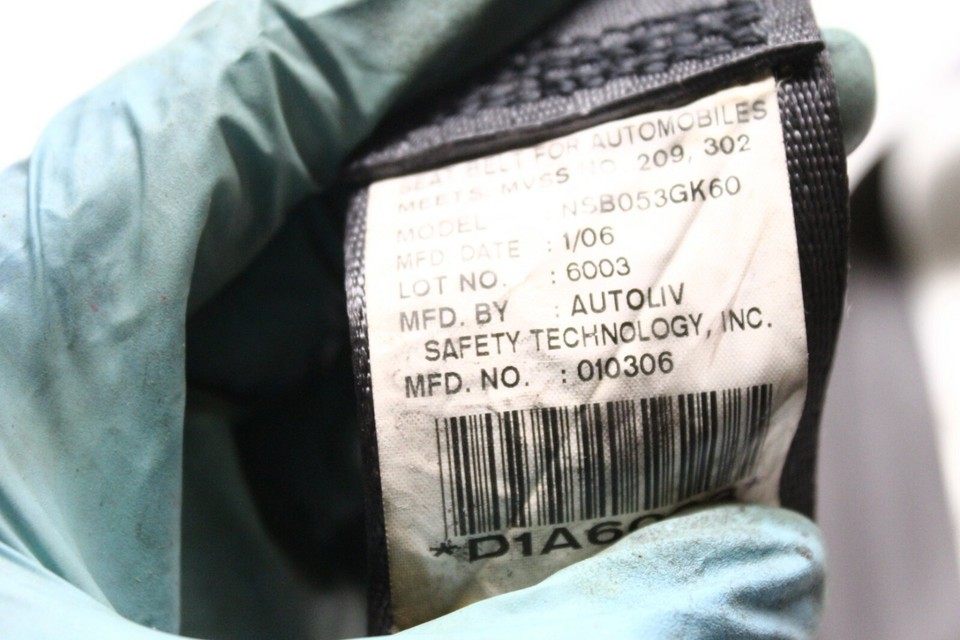 SEAT BELT FOR AUTOMOBILES
MEETS MVSS NO. 209, 302
MODEL : NSB053GK60
MFD. DATE : 1/06
LOT NO. : 6003
MFD. BY : AUTOLIV
SAFETY TECHNOLOGY, INC.
MFD. NO. : 010306
*D1A60